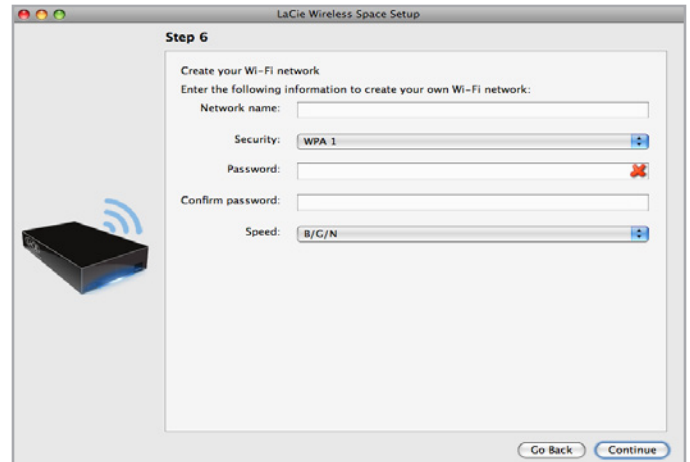 LaCie Wireless Space Setup
Step 6
Create your Wi-Fi network
Enter the following information to create your own Wi-Fi network:
Network name:
Security: WPA 1
Password:
Confirm password:
Speed: B/G/N
Go Back Continue